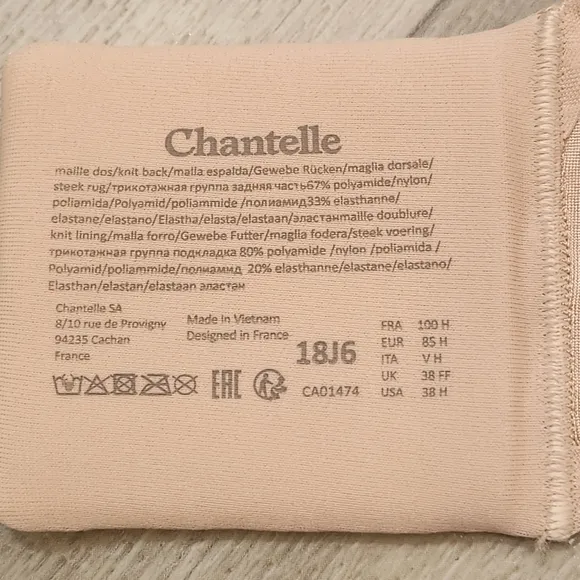 Chantelle
maille dos/knit back/malla espalda/Gewebe Rücken/maglia dorsale/
steek rug/трикотажная группа задняя часть67% polyamide/nylon/
poliamida/Polyamid/poliammide /полиамид33% elasthanne/
elastane/elastano/Elastha/elasta/elastaan/эластанmaille doublure/
knit lining/malla forro/Gewebe Futter/maglia fodera/steek voering/
трикотажная группа подкладка 80% polyamide /nylon /poliamida /
Polyamid/poliammide/полиамид 20% elasthanne/elastane/elastano/
Elasthan/elastan/elastaan эластан
Chantelle SA
8/10 rue de Provigny
94235 Cachan
France
Made in Vietnam
Designed in France
18J6
CA01474
FRA 100 H
EUR 85 H
ITA V H
UK 38 FF
USA 38 H
EAC